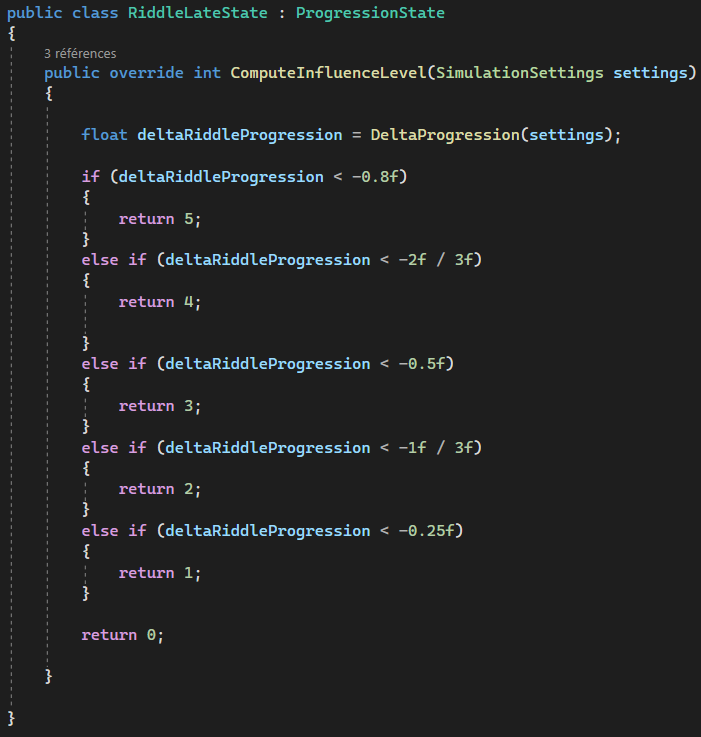 public class RiddleLateState : ProgressionState
{
3 références
public override int ComputeInfluenceLevel(SimulationSettings settings)
{
float deltaRiddleProgression = DeltaProgression(settings);
if (deltaRiddleProgression < -0.8f)
{
return 5;
}
else if (deltaRiddleProgression < -2f / 3f)
{
return 4;
}
else if (deltaRiddleProgression < -0.5f)
{
return 3;
}
else if (deltaRiddleProgression < -1f / 3f)
{
return 2;
}
else if (deltaRiddleProgression < -0.25f)
{
return 1;
}
return 0;
}
}